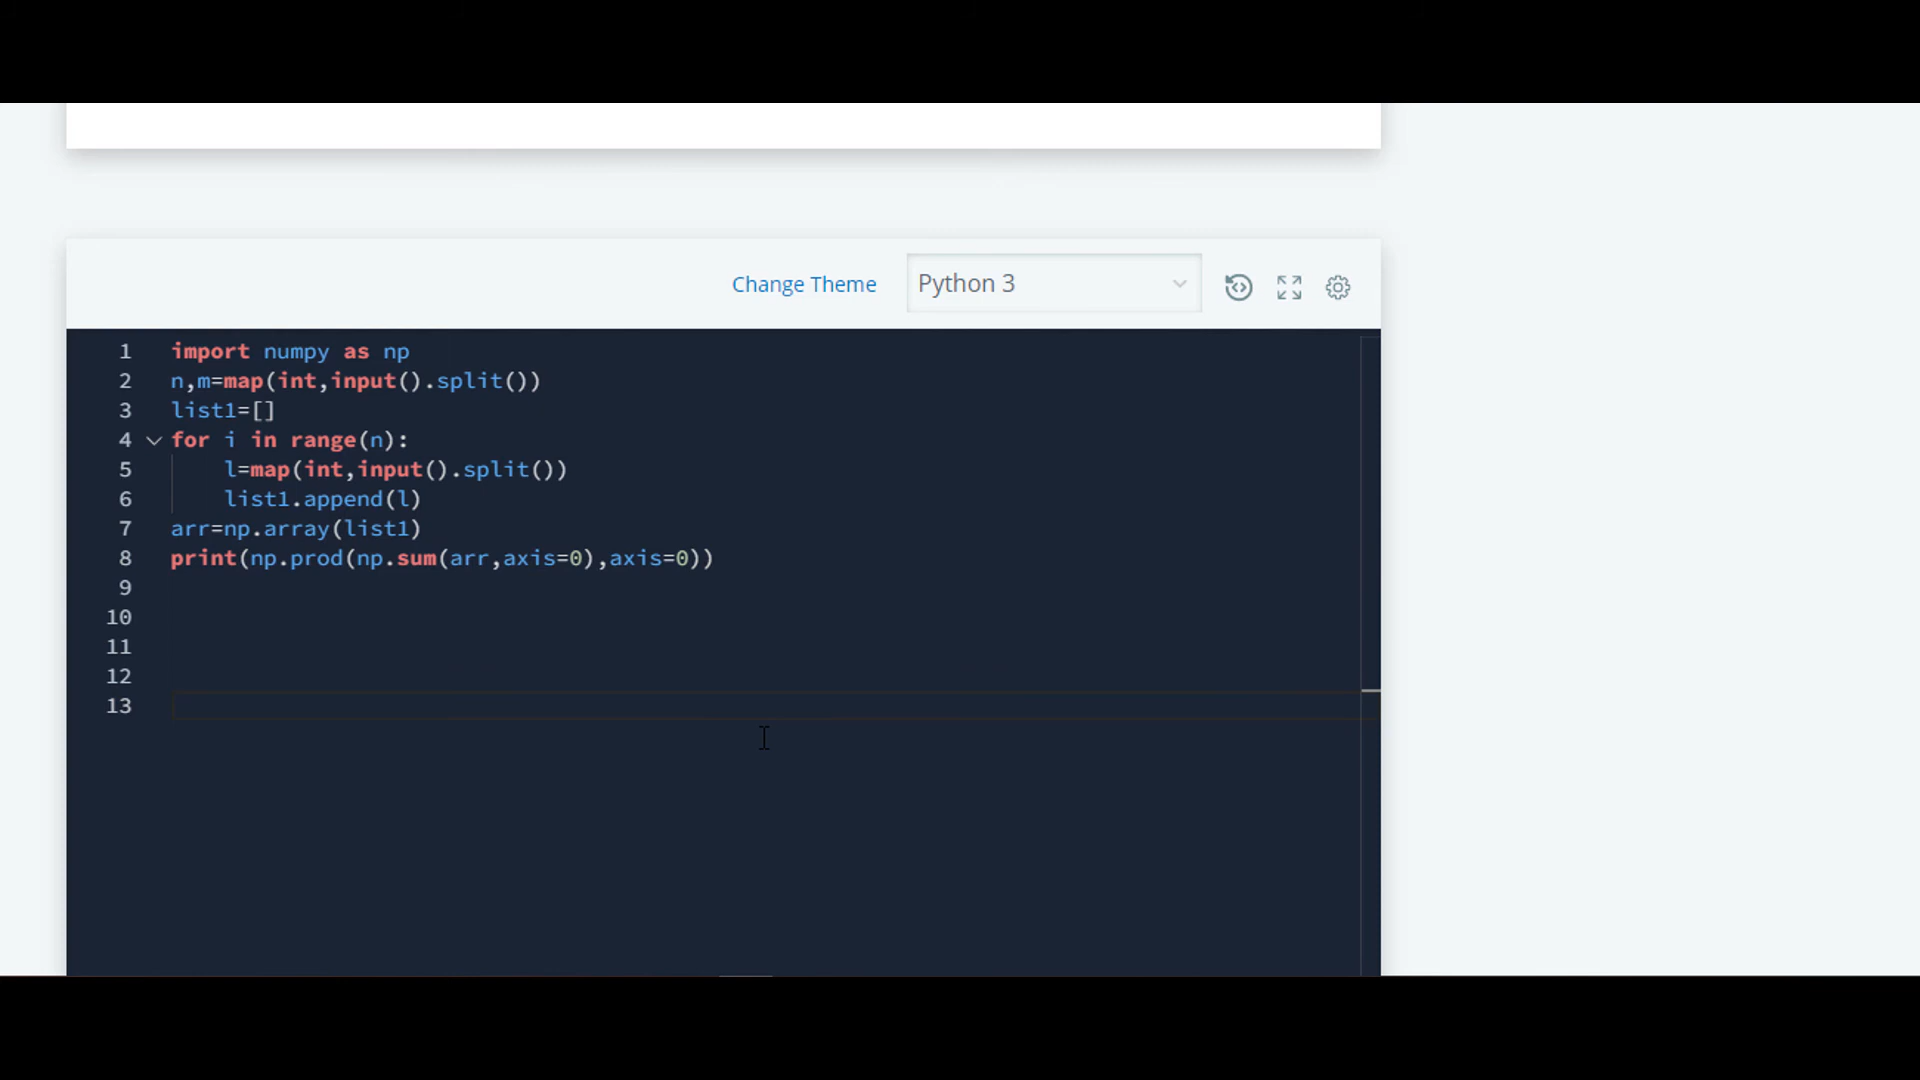 Change Theme
Python 3
1 import numpy as np
2 n,m=map(int,input().split())
3 list1=[]
4 for i in range(n):
5     l=map(int,input().split())
6     list1.append(l)
7 arr=np.array(list1)
8 print(np.prod(np.sum(arr,axis=0),axis=0))
9
10
11
12
13